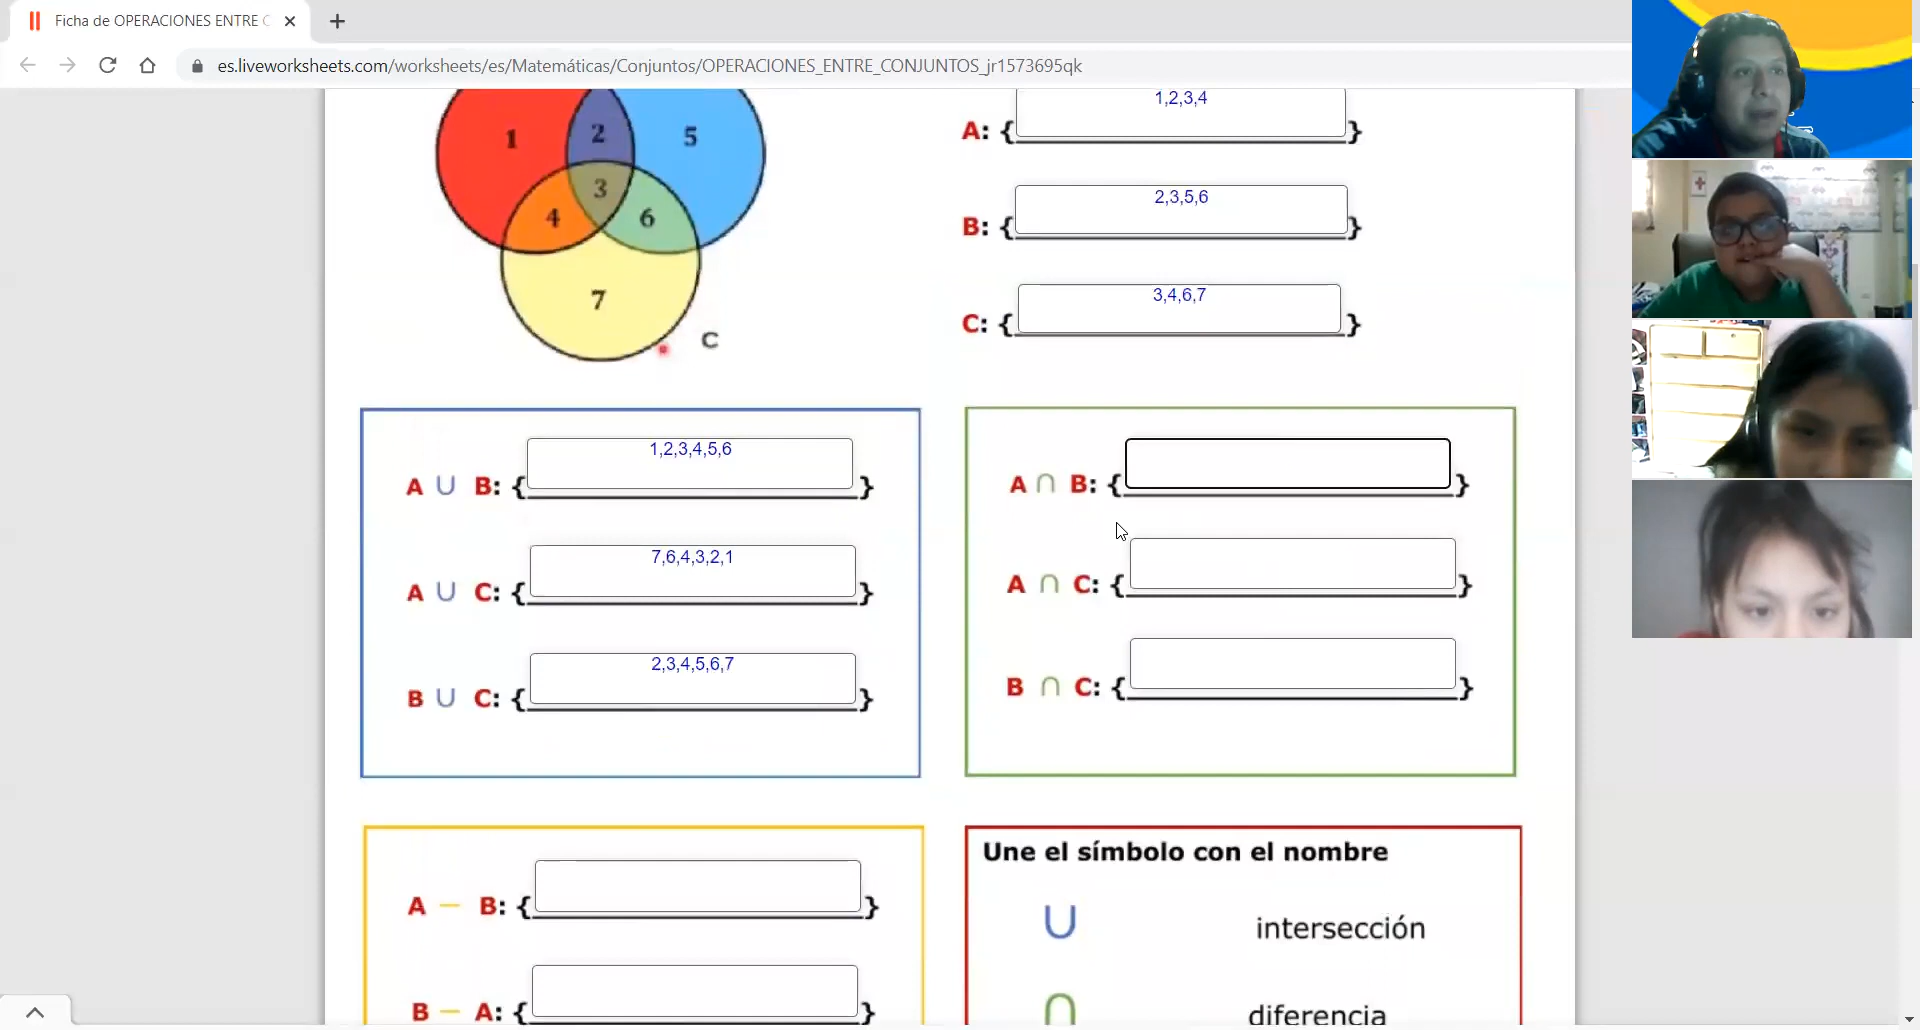 Ficha de OPERACIONES ENTRE C
es.liveworksheets.com/worksheets/es/Matemáticas/Conjuntos/OPERACIONES_ENTRE_CONJUNTOS_jr1573695qk
1 2 5
3
4 6
7
C
A: { 1,2,3,4 }
B: { 2,3,5,6 }
C: { 3,4,6,7 }
A ∪ B: { 1,2,3,4,5,6 }
A ∪ C: { 7,6,4,3,2,1 }
B ∪ C: { 2,3,4,5,6,7 }
A ∩ B: { }
A ∩ C: { }
B ∩ C: { }
A − B: { }
B − A: { }
Une el símbolo con el nombre
∪ intersección
∩ diferencia